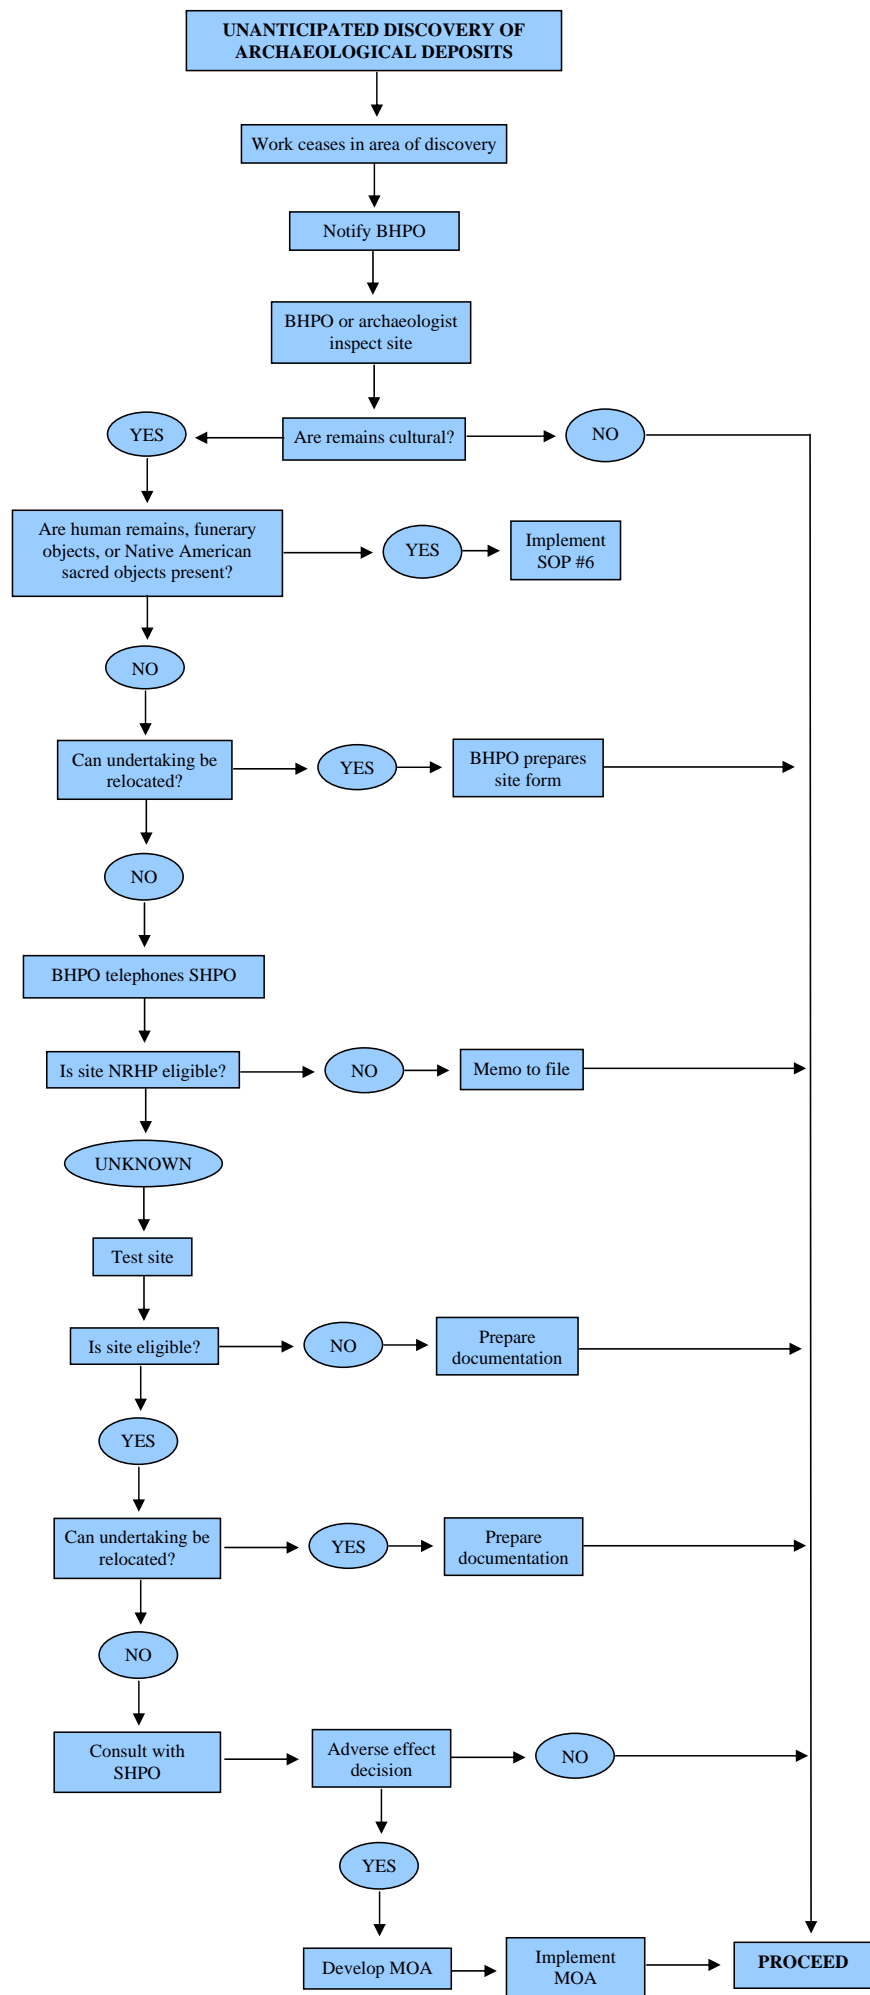 UNANTICIPATED DISCOVERY OF
ARCHAEOLOGICAL DEPOSITS
Work ceases in area of discovery
Notify BHPO
BHPO or archaeologist
inspect site
YES
Are remains cultural?
NO
Are human remains, funerary
objects, or Native American
sacred objects present?
YES
Implement
SOP #6
NO
Can undertaking be
relocated?
YES
BHPO prepares
site form
NO
BHPO telephones SHPO
Is site NRHP eligible?
NO
Memo to file
UNKNOWN
Test site
Is site eligible?
NO
Prepare
documentation
YES
Can undertaking be
relocated?
YES
Prepare
documentation
NO
Consult with
SHPO
Adverse effect
decision
NO
YES
Develop MOA
Implement
MOA
PROCEED